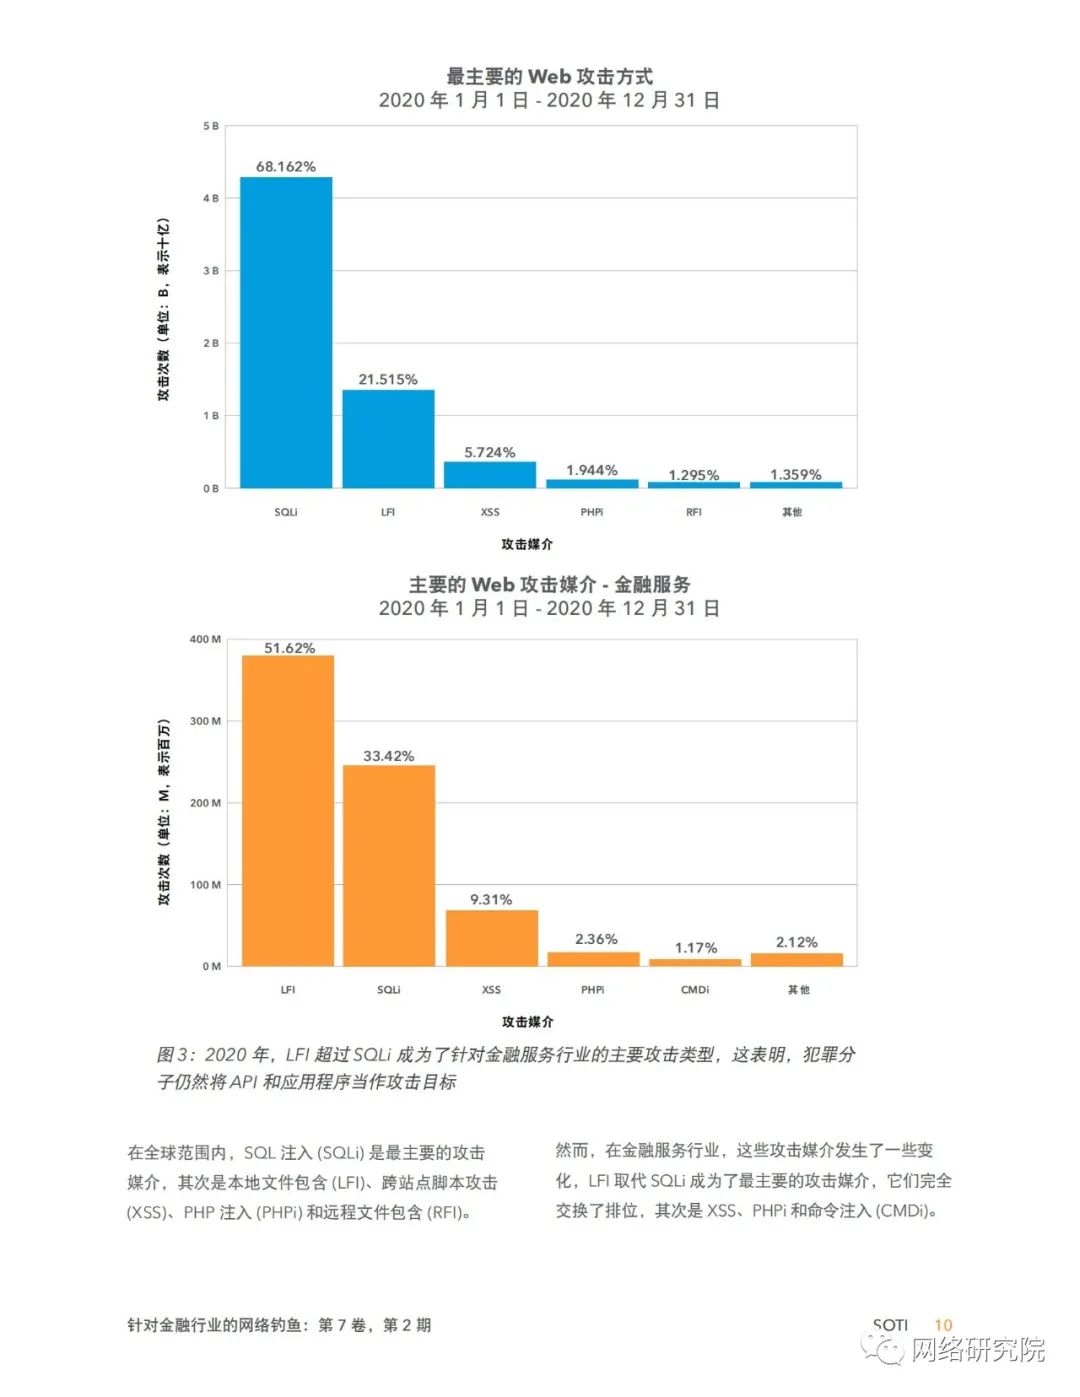 最主要的 Web 攻击方式
2020 年 1 月 1 日 - 2020 年 12 月 31 日
5 B
4 B
3 B
2 B
1 B
0 B
攻击次数（单位：B，表示十亿）
68.162%
21.515%
5.724%
1.944%
1.295%
1.359%
SQLi
LFI
XSS
PHPi
RFI
其他
攻击媒介
主要的 Web 攻击媒介 - 金融服务
2020 年 1 月 1 日 - 2020 年 12 月 31 日
400 M
300 M
200 M
100 M
0 M
攻击次数（单位：M，表示百万）
51.62%
33.42%
9.31%
2.36%
1.17%
2.12%
LFI
SQLi
XSS
PHPi
CMDi
其他
攻击媒介
图 3：2020 年，LFI 超过 SQLi 成为了针对金融服务行业的主要攻击类型，这表明，犯罪分
子仍然将 API 和应用程序当作攻击目标
在全球范围内，SQL 注入 (SQLi) 是最主要的攻击
媒介，其次是本地文件包含 (LFI)、跨站点脚本攻击
(XSS)、PHP 注入 (PHPi) 和远程文件包含 (RFI)。
然而，在金融服务行业，这些攻击媒介发生了一些变
化，LFI 取代 SQLi 成为了最主要的攻击媒介，它们完全
交换了排位，其次是 XSS、PHPi 和命令注入 (CMDi)。
针对金融行业的网络钓鱼：第 7 卷，第 2 期
SOTI 10
网络研究院